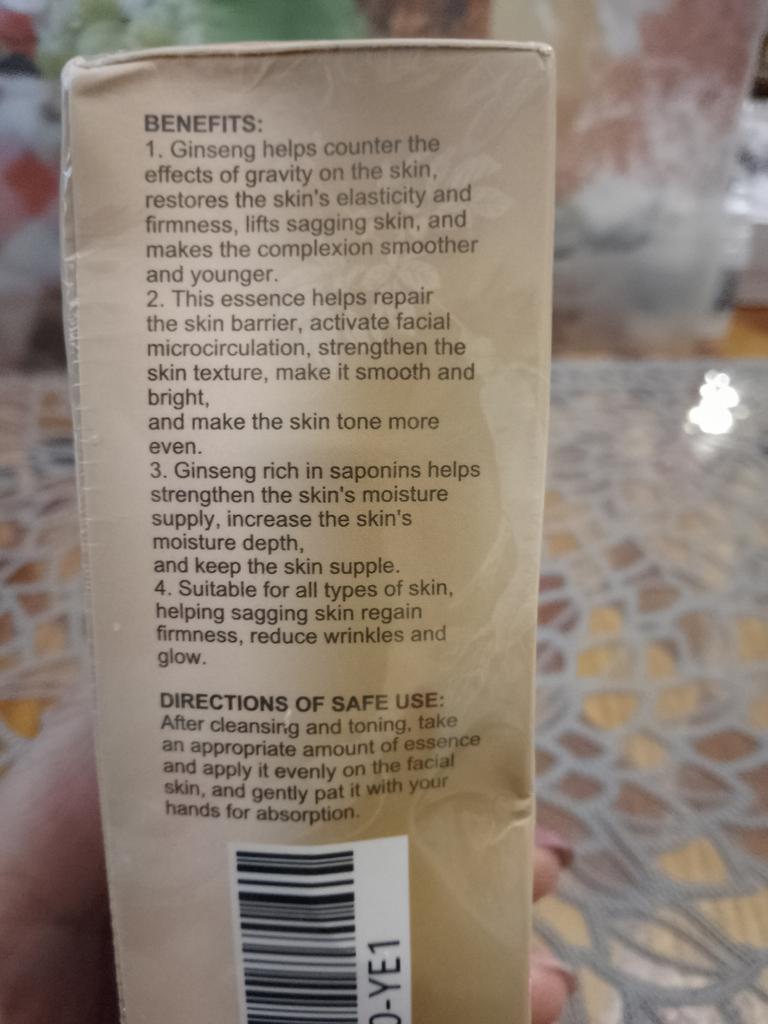 BENEFITS:
1. Ginseng helps counter the
effects of gravity on the skin,
restores the skin's elasticity and
firmness, lifts sagging skin, and
makes the complexion smoother
and younger.
2. This essence helps repair
the skin barrier, activate facial
microcirculation, strengthen the
skin texture, make it smooth and
bright,
and make the skin tone more
even.
3. Ginseng rich in saponins helps
strengthen the skin's moisture
supply, increase the skin's
moisture depth,
and keep the skin supple.
4. Suitable for all types of skin,
helping sagging skin regain
firmness, reduce wrinkles and
glow.
DIRECTIONS OF SAFE USE:
After cleansing and toning, take
an appropriate amount of essence
and apply it evenly on the facial
skin, and gently pat it with your
hands for absorption.
-YE1